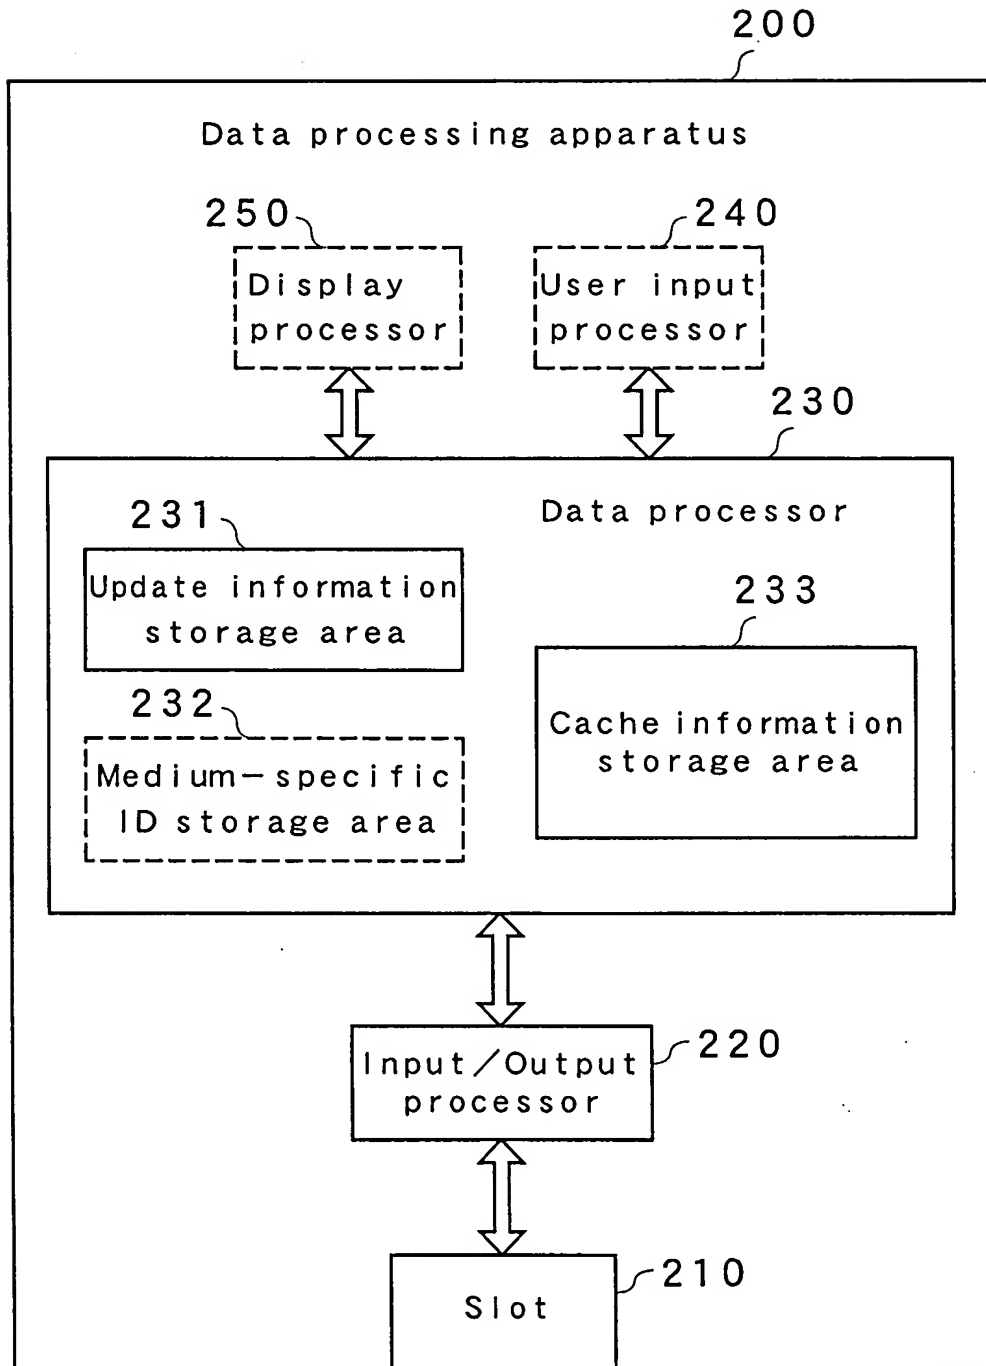 200
Data processing apparatus
250
240
Display
processor
User input
processor
230
Data processor
231
Update information
storage area
233
Cache information
storage area
232
Medium-specific
ID storage area
220
Input/Output
processor
210
Slot